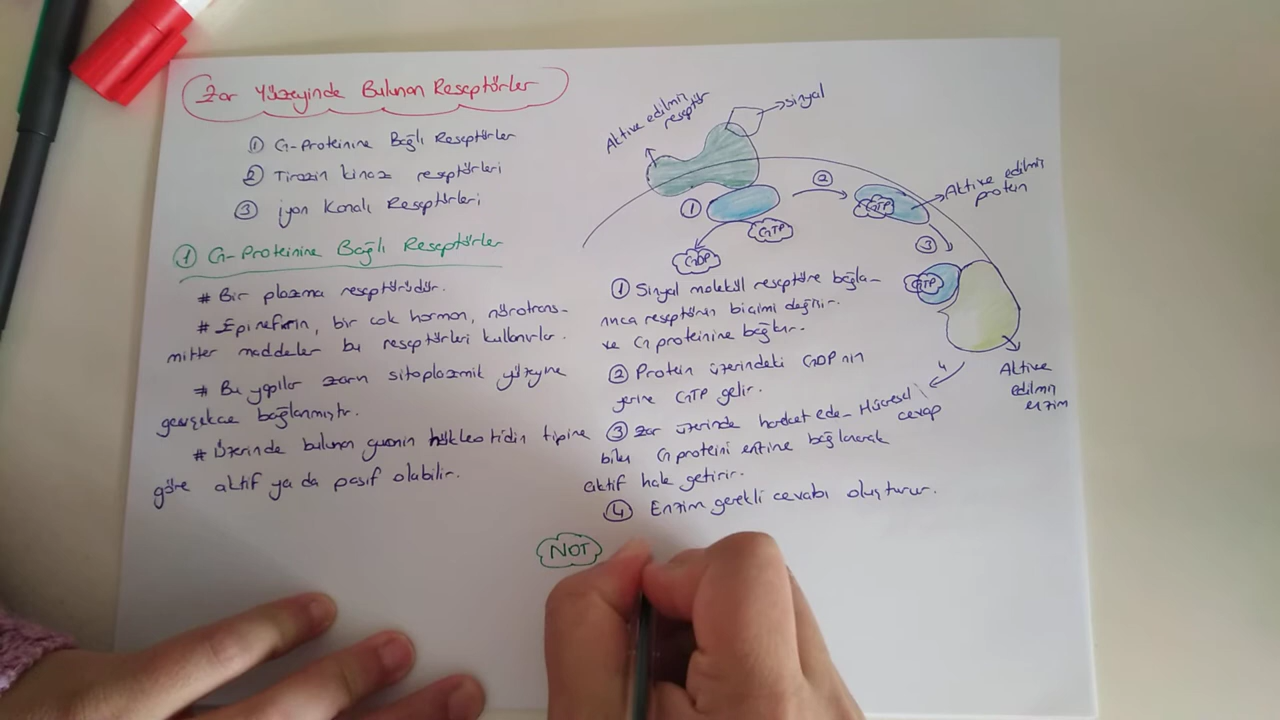 Zar Yüzeyinde Bulunan Reseptörler
① G-Proteinine Bağlı Reseptörler
② Tirozin kinaz reseptörleri
③ iyon Kanalı Reseptörleri
① G-Proteinine Bağlı Reseptörler
# Bir plazma reseptörüdür.
# Epinefrin, bir çok hormon, nörotrans-
mitter maddeler bu reseptörleri kullanırlar.
# Bu yapılar zarın sitoplazmik yüzeyine
gevşekçe bağlanmıştır.
# Üzerinde bulunan guanin nükleotidin tipine
göre aktif ya da pasif olabilir.
Aktive edilmiş
reseptör
sinyal
①
GDP
GTP
②
GTP
Aktive edilmiş
protein
③
GTP
Aktive
edilmiş
enzim
4
Hücresel
cevap
① Sinyal molekül reseptöre bağla-
nınca reseptörün biçimi değişir.
ve G proteinine bağlar.
② Protein üzerindeki GDP nin
yerine GTP gelir.
③ Zar üzerinde hareket ede-
bilen G proteini enzime bağlanarak
aktif hale getirir.
④ Enzim gerekli cevabı oluşturur.
NOT